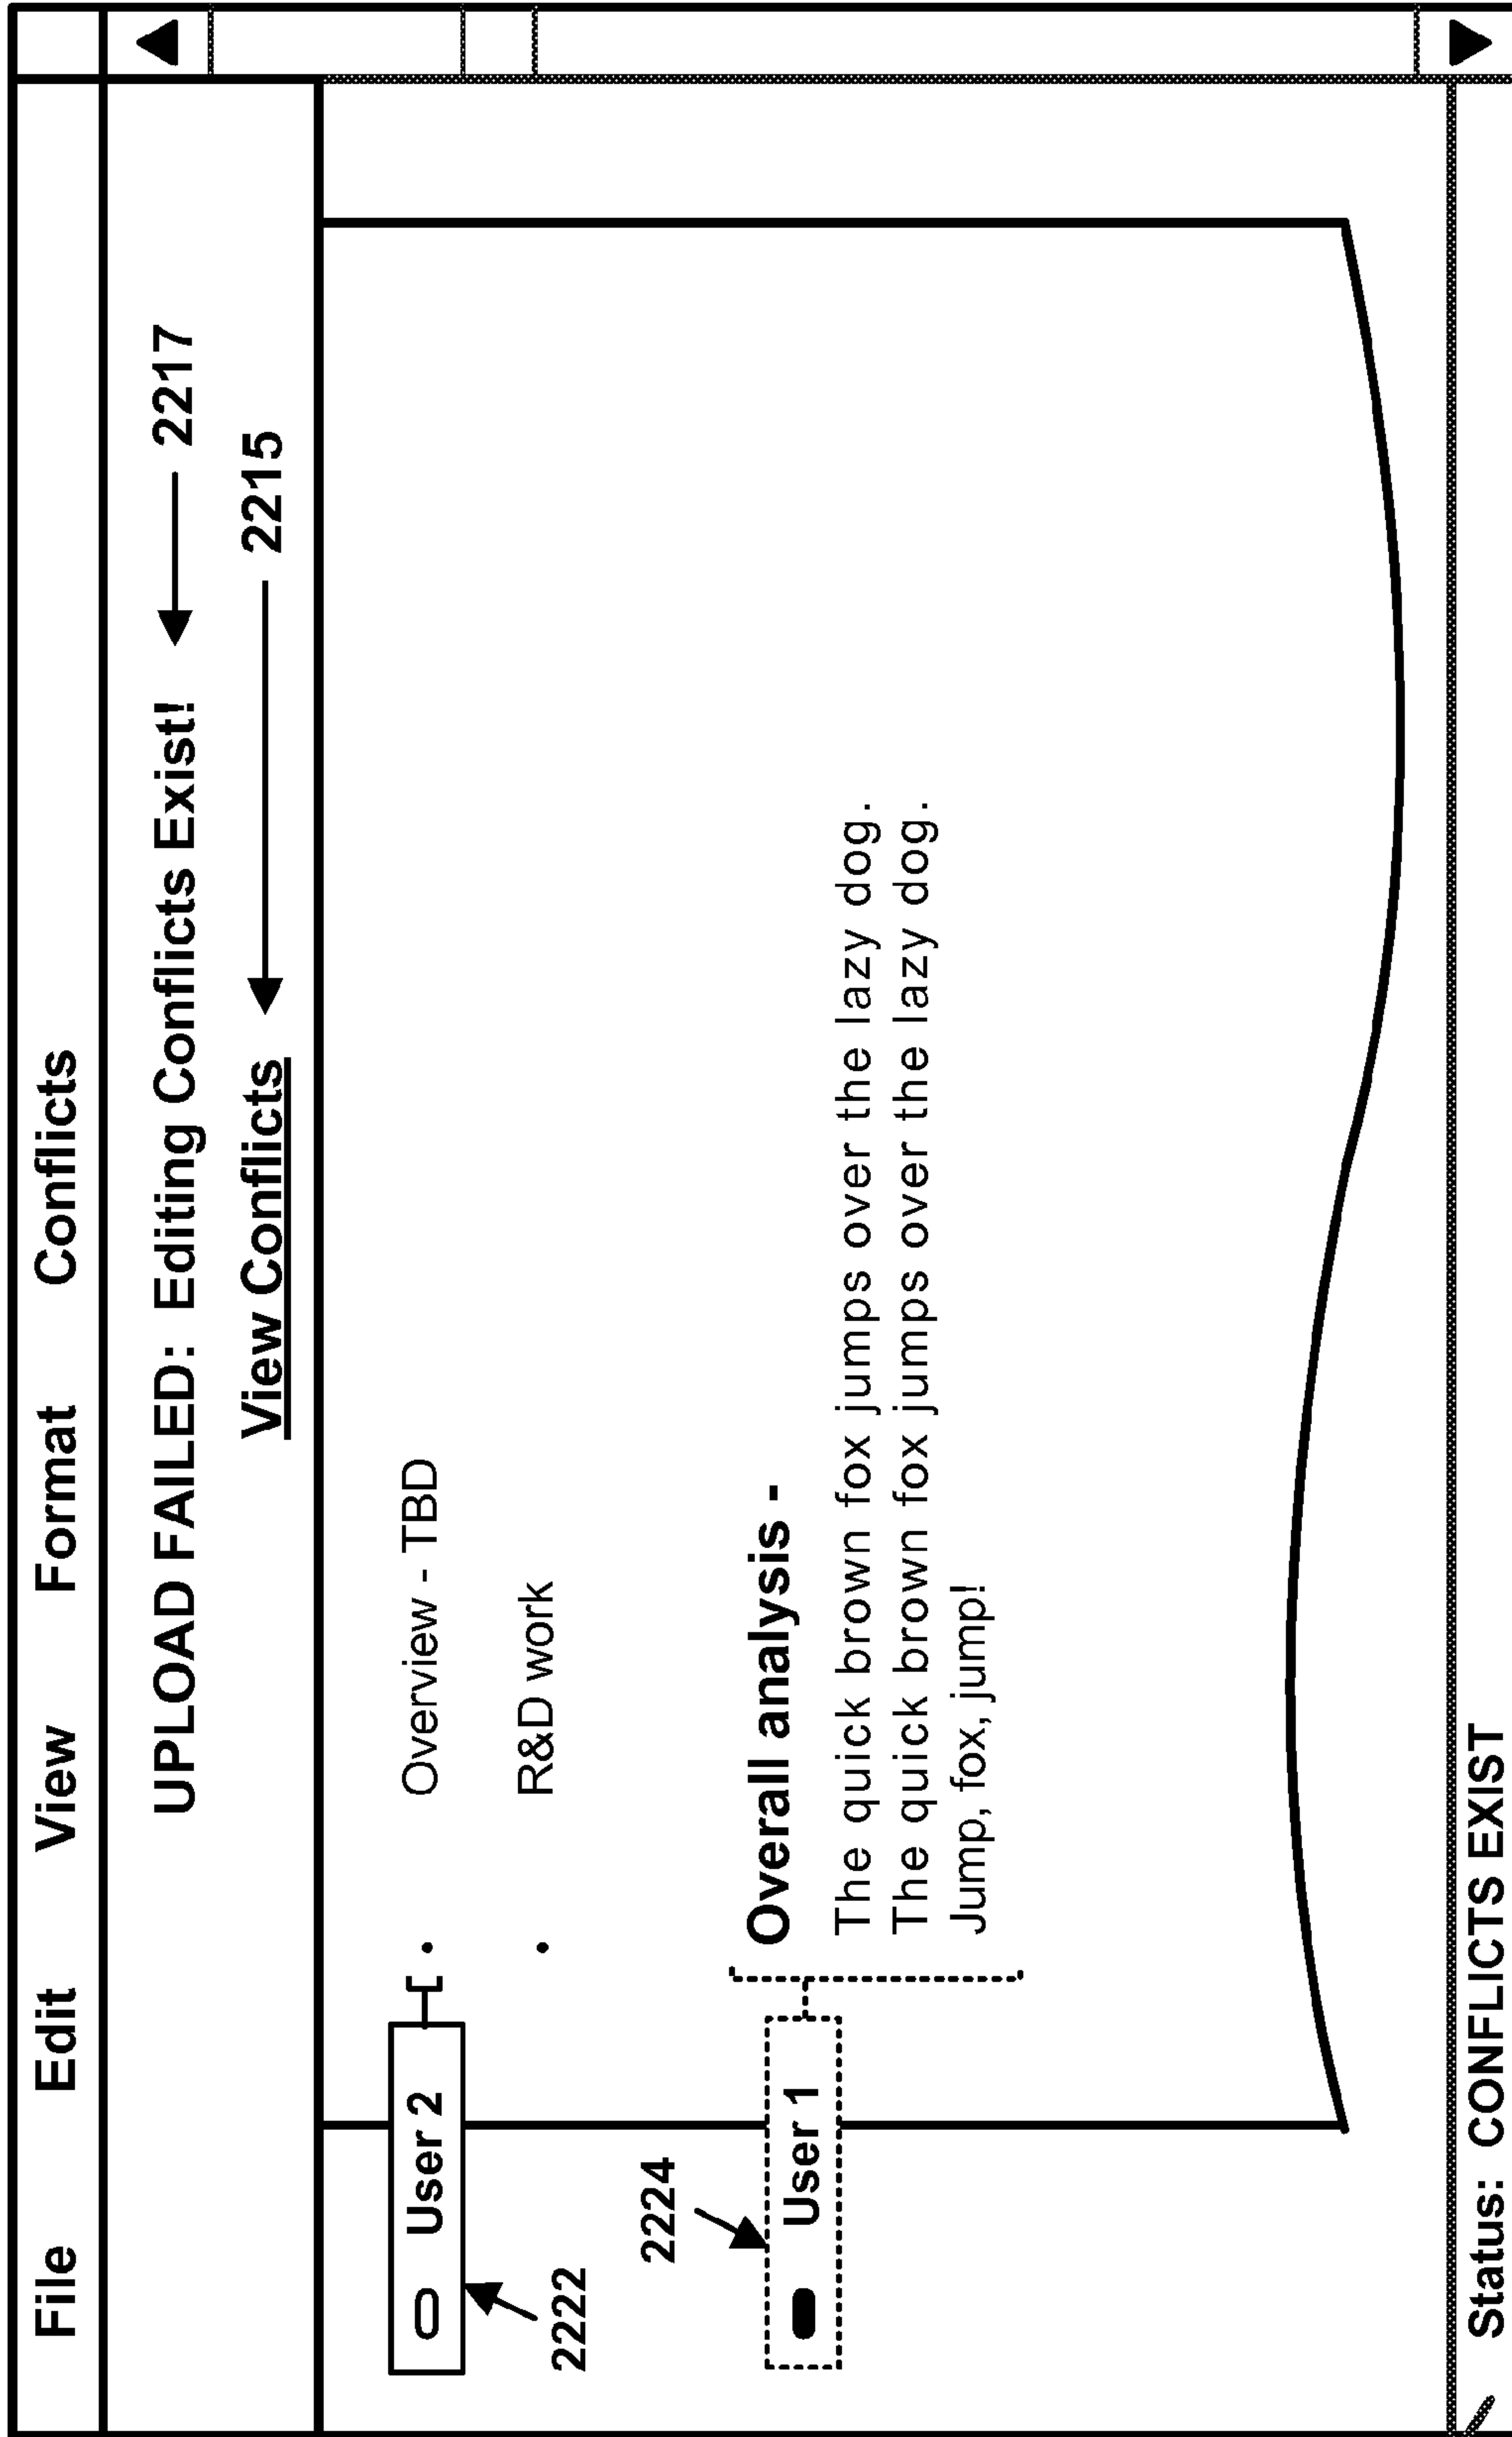 File Edit View Format Conflicts
UPLOAD FAILED: Editing Conflicts Exist! 2217
View Conflicts 2215
User 2 • Overview - TBD
2222
• R&D work
2224
Overall analysis -
User 1
The quick brown fox jumps over the lazy dog.
The quick brown fox jumps over the lazy dog.
Jump, fox, jump!
Status: CONFLICTS EXIST